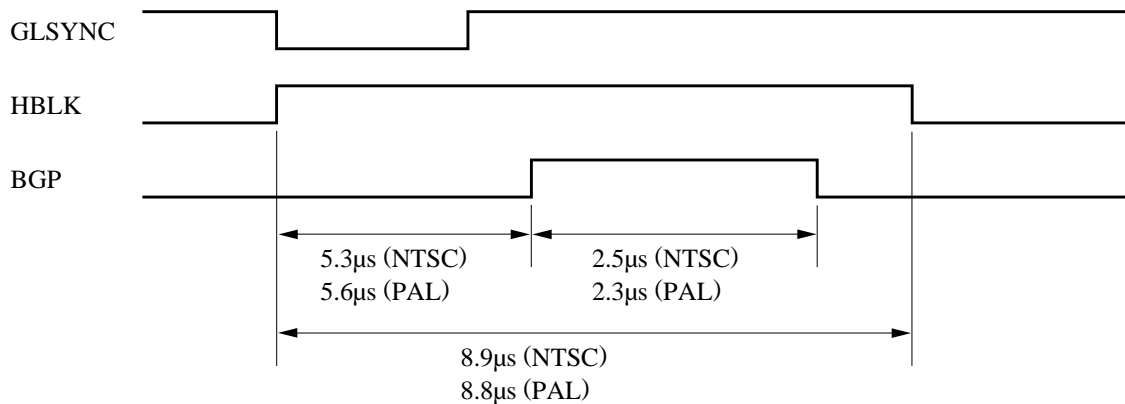 GLSYNC
HBLK
BGP
5.3μs (NTSC)
5.6μs (PAL)
2.5μs (NTSC)
2.3μs (PAL)
8.9μs (NTSC)
8.8μs (PAL)